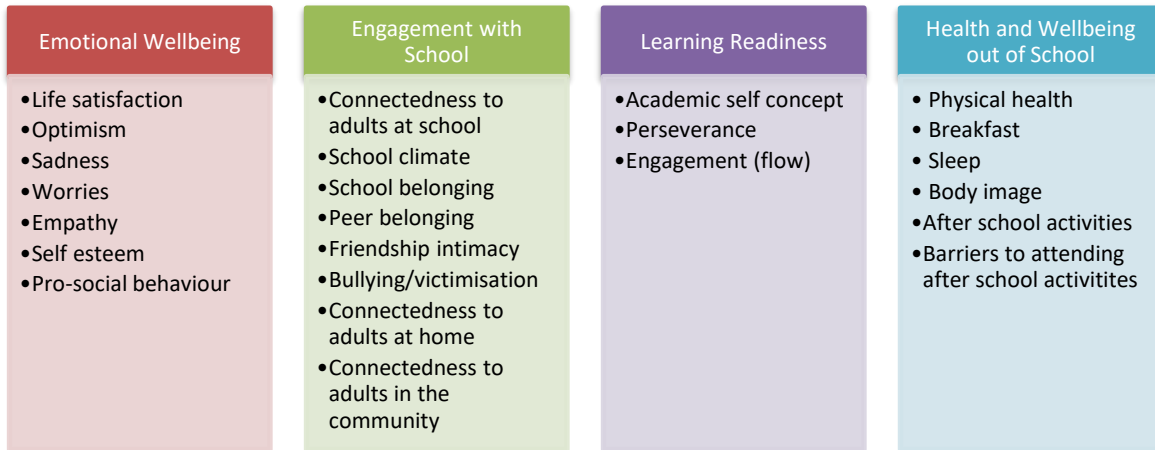 Emotional Wellbeing
•Life satisfaction
•Optimism
•Sadness
•Worries
•Empathy
•Self esteem
•Pro-social behaviour
Engagement with
School
•Connectedness to
adults at school
•School climate
•School belonging
•Peer belonging
•Friendship intimacy
•Bullying/victimisation
•Connectedness to
adults at home
•Connectedness to
adults in the
community
Learning Readiness
•Academic self concept
•Perseverance
•Engagement (flow)
Health and Wellbeing
out of School
• Physical health
• Breakfast
• Sleep
• Body image
•After school activities
•Barriers to attending
after school activitites